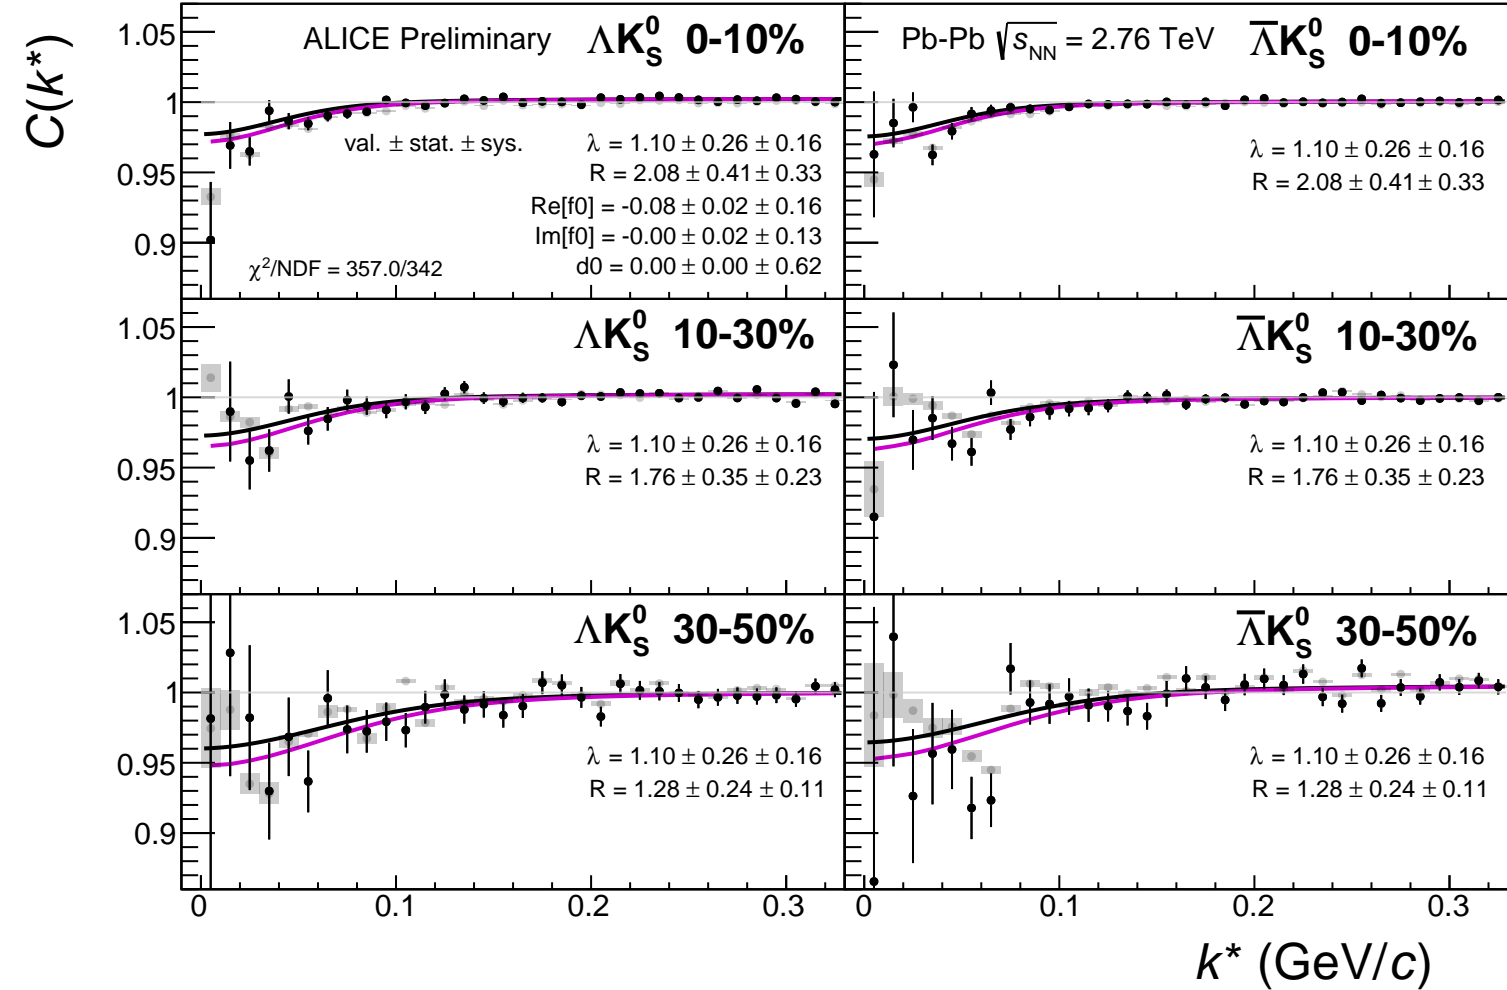 C(k*)
ALICE Preliminary ΛK⁰_S 0-10%
val. ± stat. ± sys.
λ = 1.10 ± 0.26 ± 0.16
R = 2.08 ± 0.41 ± 0.33
Re[f0] = -0.08 ± 0.02 ± 0.16
Im[f0] = -0.00 ± 0.02 ± 0.13
χ²/NDF = 357.0/342
d0 = 0.00 ± 0.00 ± 0.62
1.05
1
0.95
0.9
Pb-Pb √s_NN = 2.76 TeV Λ̅K⁰_S 0-10%
λ = 1.10 ± 0.26 ± 0.16
R = 2.08 ± 0.41 ± 0.33
ΛK⁰_S 10-30%
λ = 1.10 ± 0.26 ± 0.16
R = 1.76 ± 0.35 ± 0.23
1.05
1
0.95
0.9
Λ̅K⁰_S 10-30%
λ = 1.10 ± 0.26 ± 0.16
R = 1.76 ± 0.35 ± 0.23
ΛK⁰_S 30-50%
λ = 1.10 ± 0.26 ± 0.16
R = 1.28 ± 0.24 ± 0.11
1.05
1
0.95
0.9
Λ̅K⁰_S 30-50%
λ = 1.10 ± 0.26 ± 0.16
R = 1.28 ± 0.24 ± 0.11
0 0.1 0.2 0.3
0 0.1 0.2 0.3
k* (GeV/c)